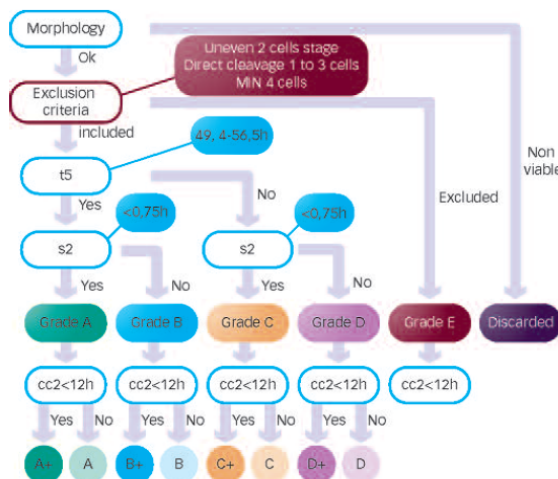 Morphology
Ok
Uneven 2 cells stage
Direct cleavage 1 to 3 cells
MIN 4 cells
Exclusion
criteria
included
49, 4-56,5h
Non
viable
t5
Excluded
Yes
No
<0,75h
<0,75h
s2
s2
Yes
No
Yes
No
Grade A
Grade B
Grade C
Grade D
Grade E
Discarded
cc2<12h
cc2<12h
cc2<12h
cc2<12h
cc2<12h
Yes
No
Yes
No
Yes
No
Yes
No
A+
A
B+
B
C+
C
D+
D